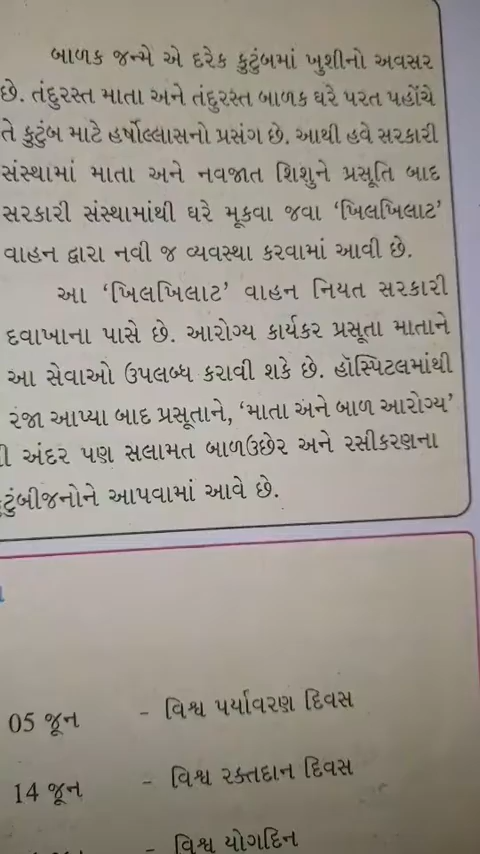 બાળક જન્મે એ દરેક કુટુંબમાં ખુશીનો અવસર
છે. તંદુરસ્ત માતા અને તંદુરસ્ત બાળક ઘરે પરત પહોંચે
તે કુટુંબ માટે હર્ષોલ્લાસનો પ્રસંગ છે. આથી હવે સરકારી
સંસ્થામાં માતા અને નવજાત શિશુને પ્રસૂતિ બાદ
સરકારી સંસ્થામાંથી ઘરે મૂકવા જવા ‘ખિલખિલાટ’
વાહન દ્વારા નવી જ વ્યવસ્થા કરવામાં આવી છે.
આ ‘ખિલખિલાટ’ વાહન નિયત સરકારી
દવાખાના પાસે છે. આરોગ્ય કાર્યકર પ્રસૂતા માતાને
આ સેવાઓ ઉપલબ્ધ કરાવી શકે છે. હૉસ્પિટલમાંથી
રજા આપ્યા બાદ પ્રસૂતાને, ‘માતા અને બાળ આરોગ્ય’
અંદર પણ સલામત બાળઉછેર અને રસીકરણના
આપવામાં આવે છે.
05 જૂન - વિશ્વ પર્યાવરણ દિવસ
14 જૂન - વિશ્વ રક્તદાન દિવસ
- વિશ્વ યોગદિન